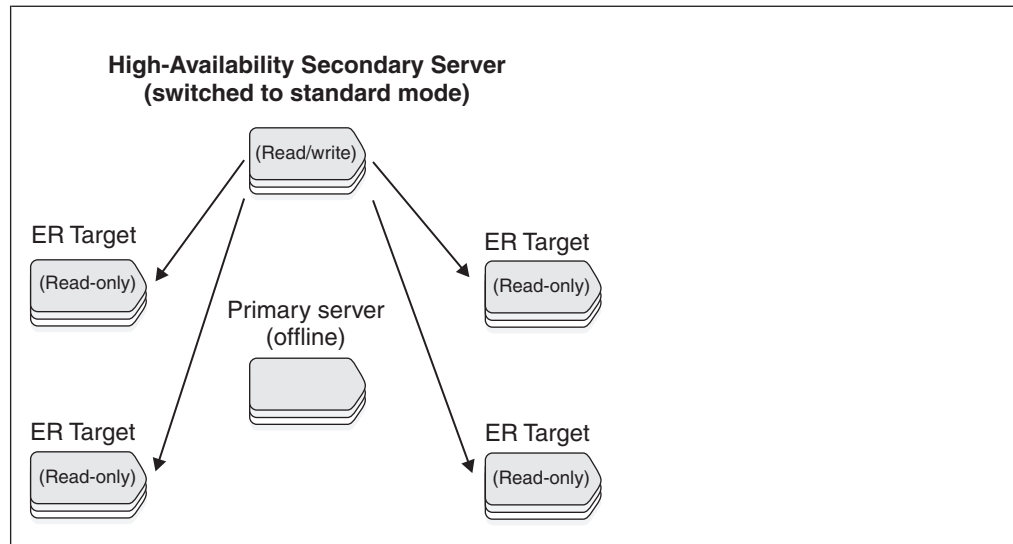 High-Availability Secondary Server
(switched to standard mode)
(Read/write)
ER Target
(Read-only)
ER Target
(Read-only)
Primary server
(offline)
ER Target
(Read-only)
ER Target
(Read-only)